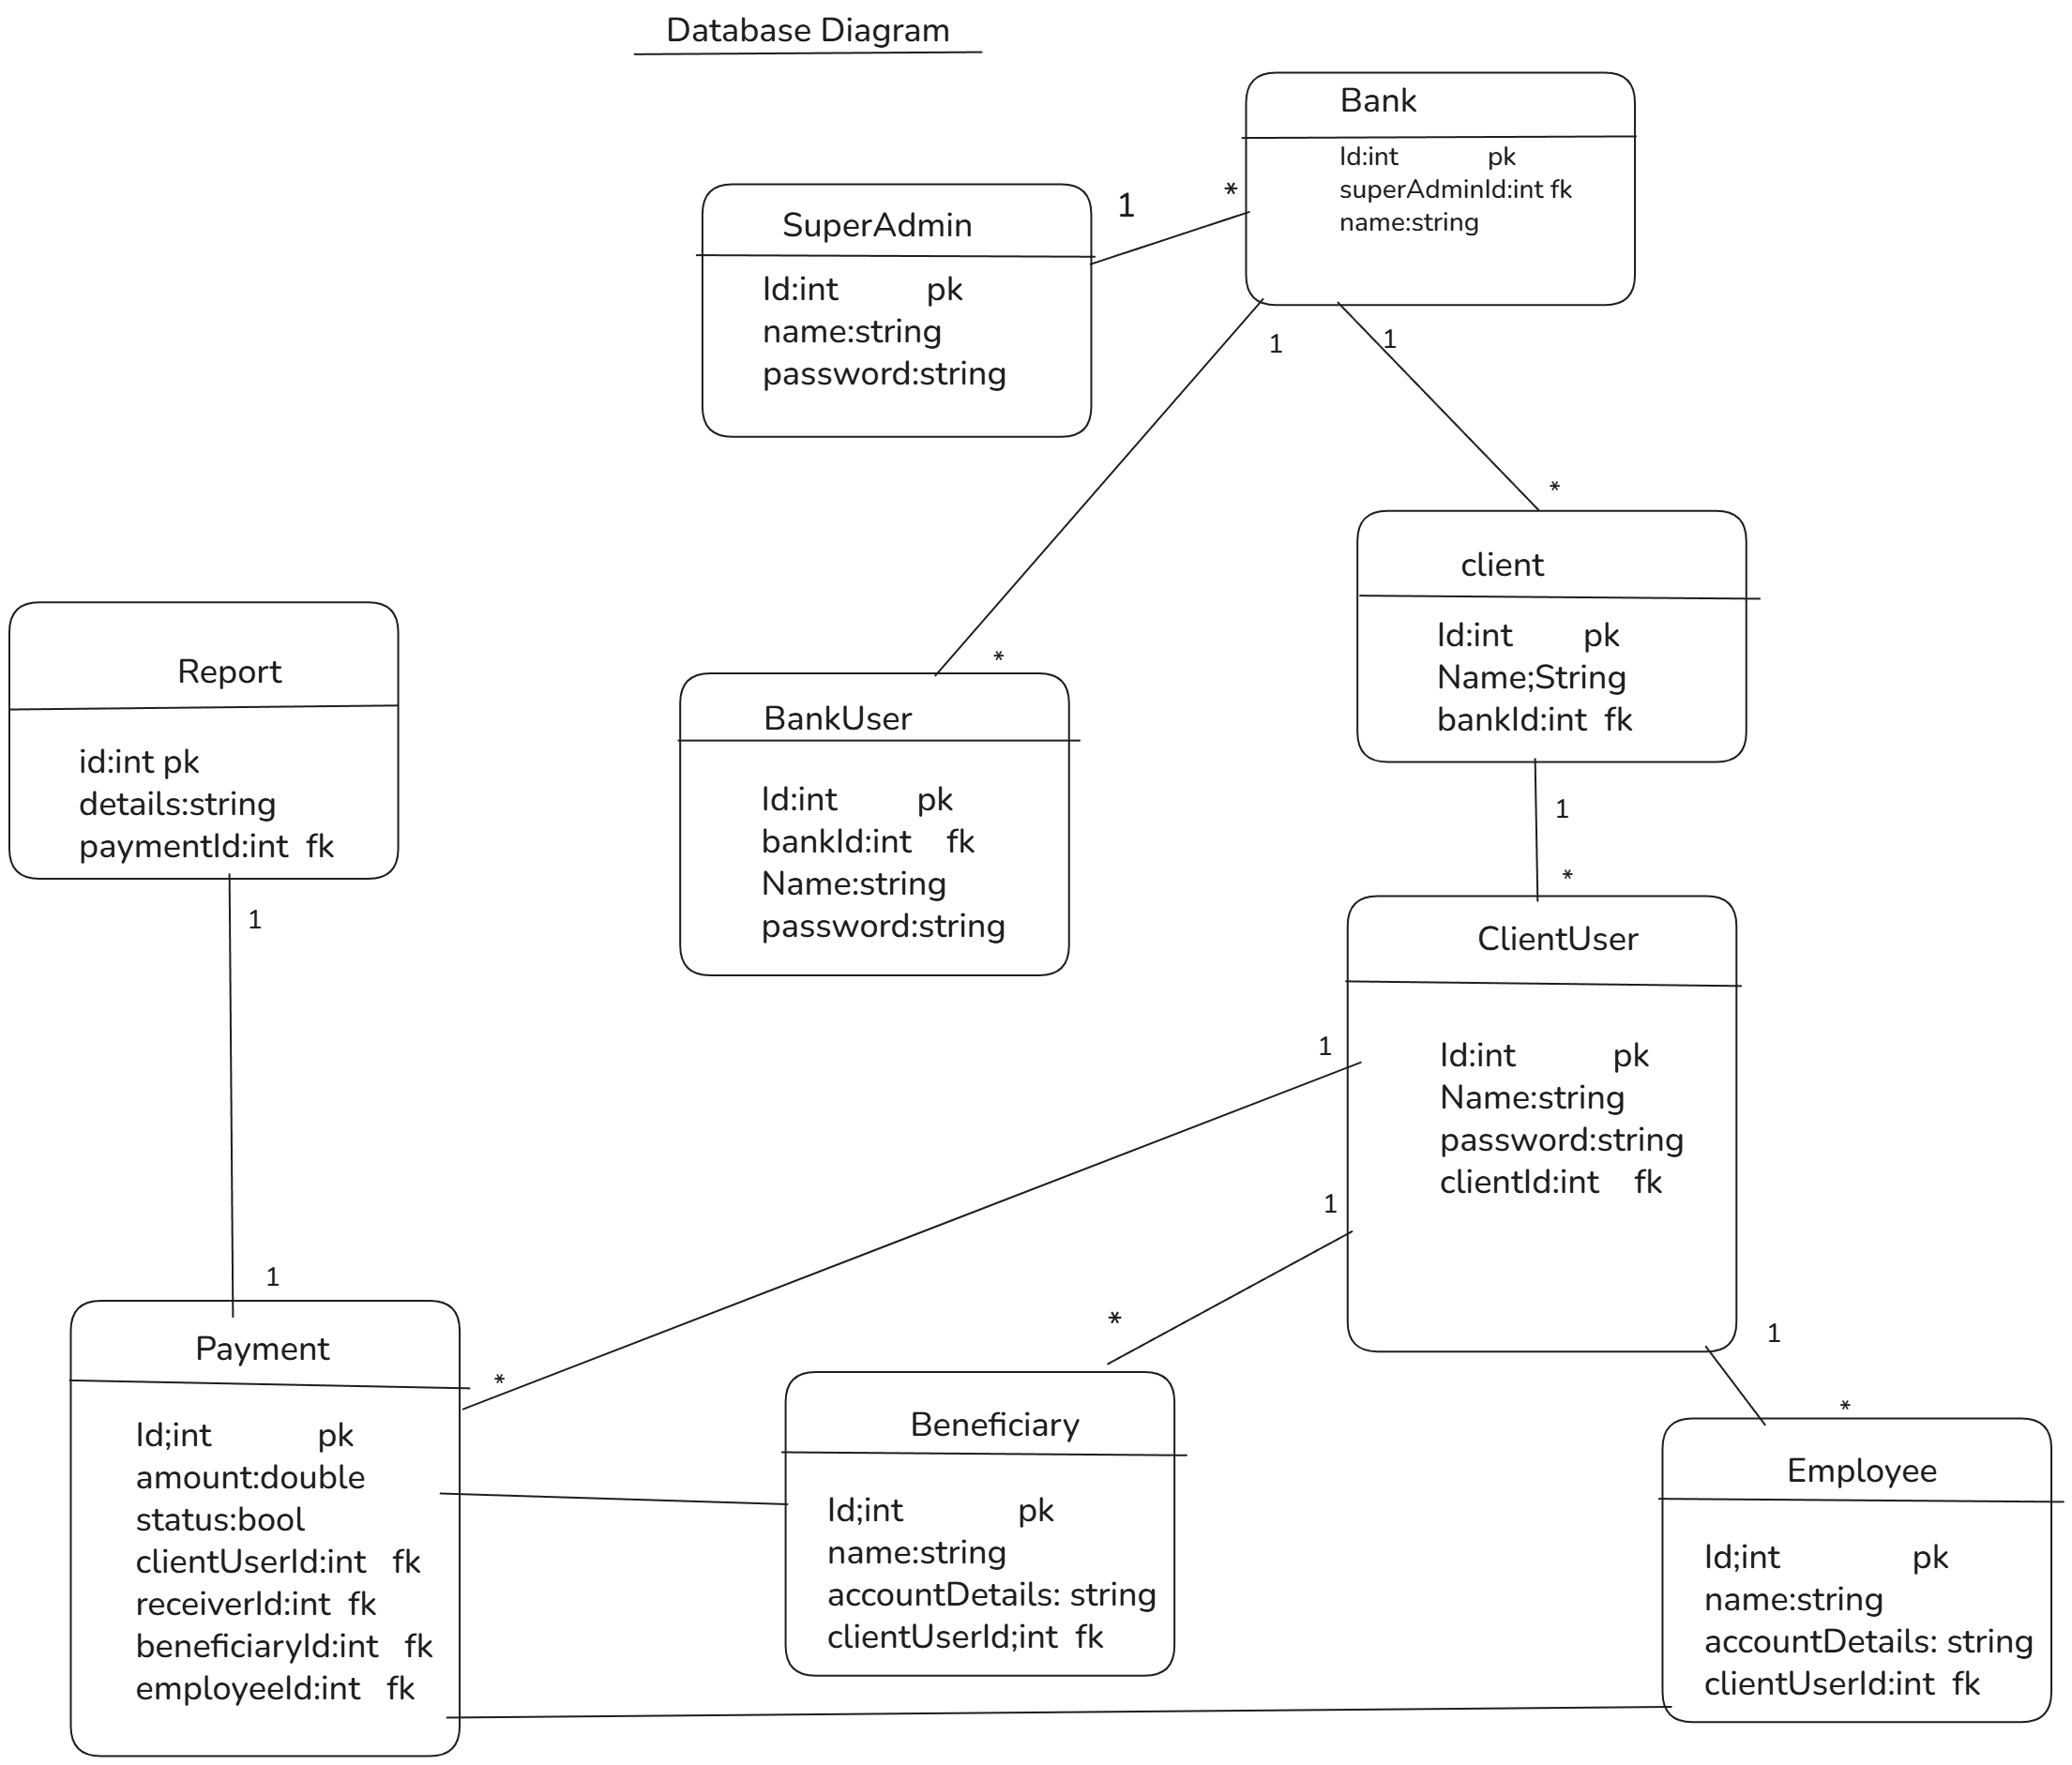 Database Diagram
Bank
Id:int pk
superAdminId:int fk
name:string
1
*
SuperAdmin
Id:int pk
name:string
password:string
1
1
*
client
Id:int pk
Name;String
bankId:int fk
*
BankUser
Id:int pk
bankId:int fk
Name:string
password:string
Report
id:int pk
details:string
paymentId:int fk
1
1
1
*
ClientUser
Id:int pk
Name:string
password:string
clientId:int fk
1
1
*
*
1
*
Payment
Id;int pk
amount:double
status:bool
clientUserId:int fk
receiverId:int fk
beneficiaryId:int fk
employeeId:int fk
Beneficiary
Id;int pk
name:string
accountDetails: string
clientUserId;int fk
Employee
Id;int pk
name:string
accountDetails: string
clientUserId:int fk